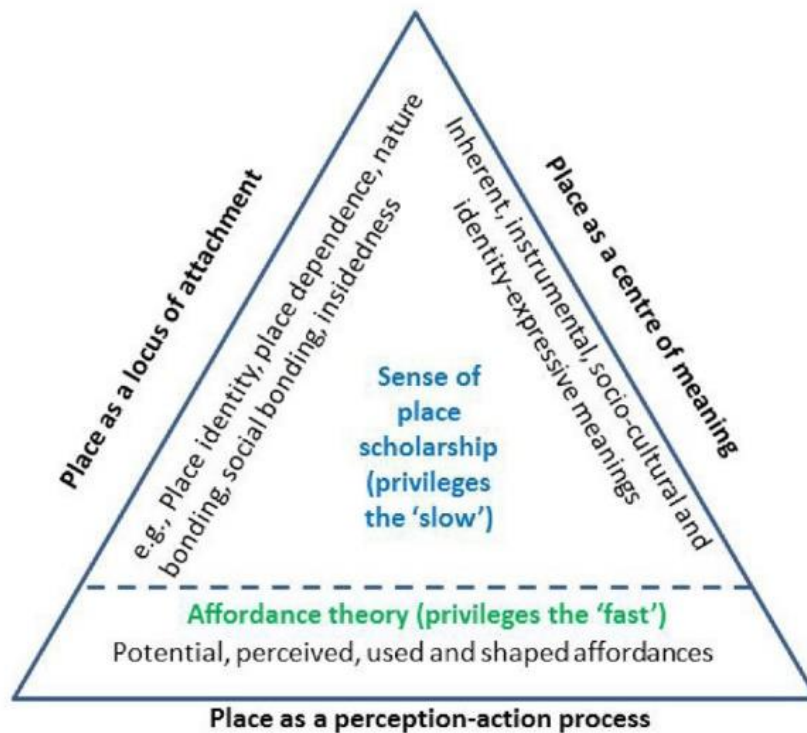 Place as a locus of attachment
e.g., Place identity, place dependence, nature
bonding, social bonding, insidedness
Inherent, instrumental, socio-cultural and
identity-expressive meanings
Place as a centre of meaning
Sense of
place
scholarship
(privileges
the ‘slow’)
Affordance theory (privileges the ‘fast’)
Potential, perceived, used and shaped affordances
Place as a perception-action process